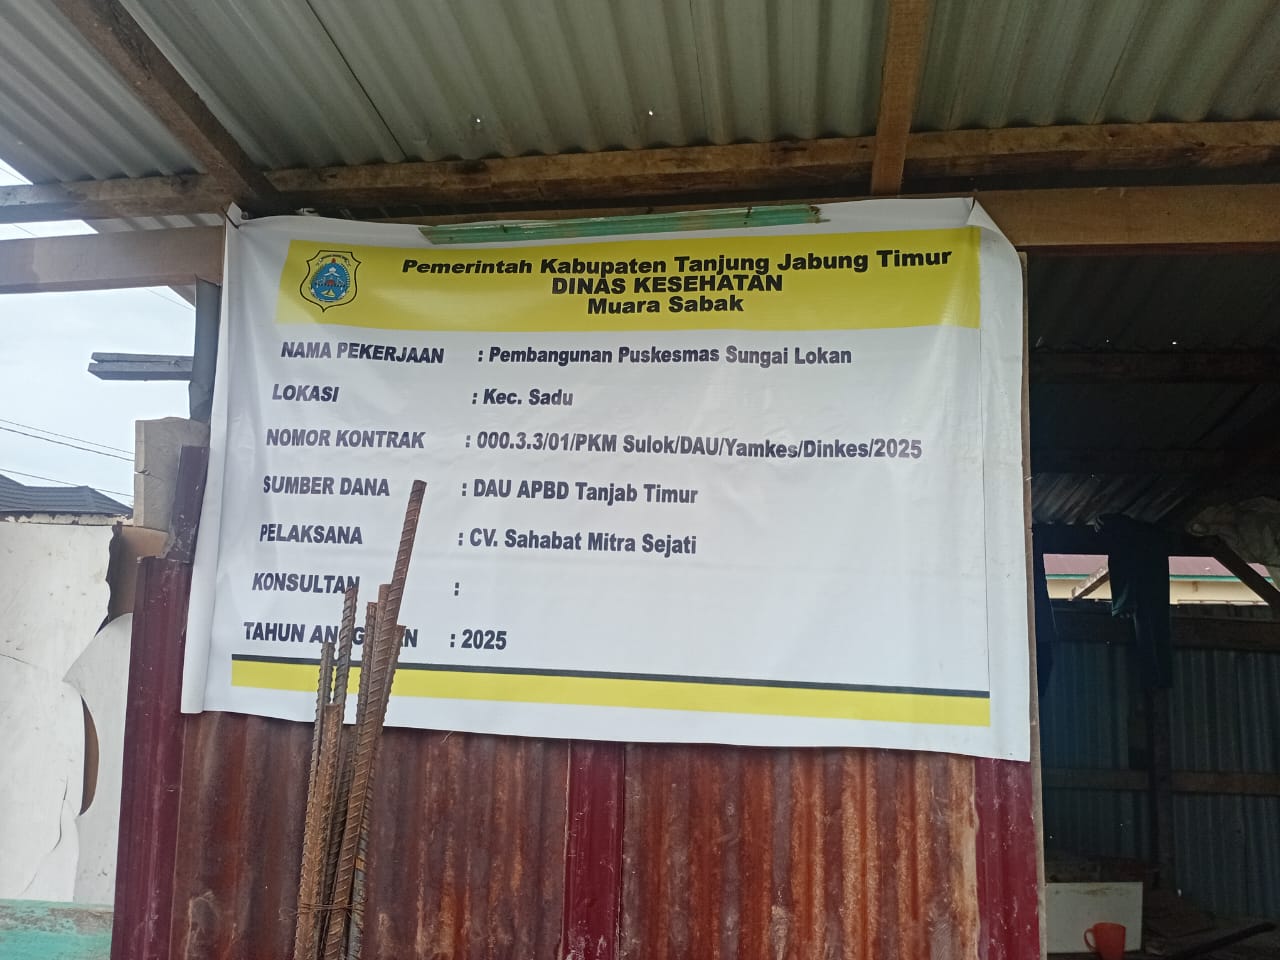 Pemerintah Kabupaten Tanjung Jabung Timur
DINAS KESEHATAN
Muara Sabak
NAMA PEKERJAAN : Pembangunan Puskesmas Sungai Lokan
LOKASI : Kec. Sadu
NOMOR KONTRAK : 000.3.3/01/PKM Sulok/DAU/Yamkes/Dinkes/2025
SUMBER DANA : DAU APBD Tanjab Timur
PELAKSANA : CV. Sahabat Mitra Sejati
KONSULTAN :
TAHUN ANGGARAN : 2025